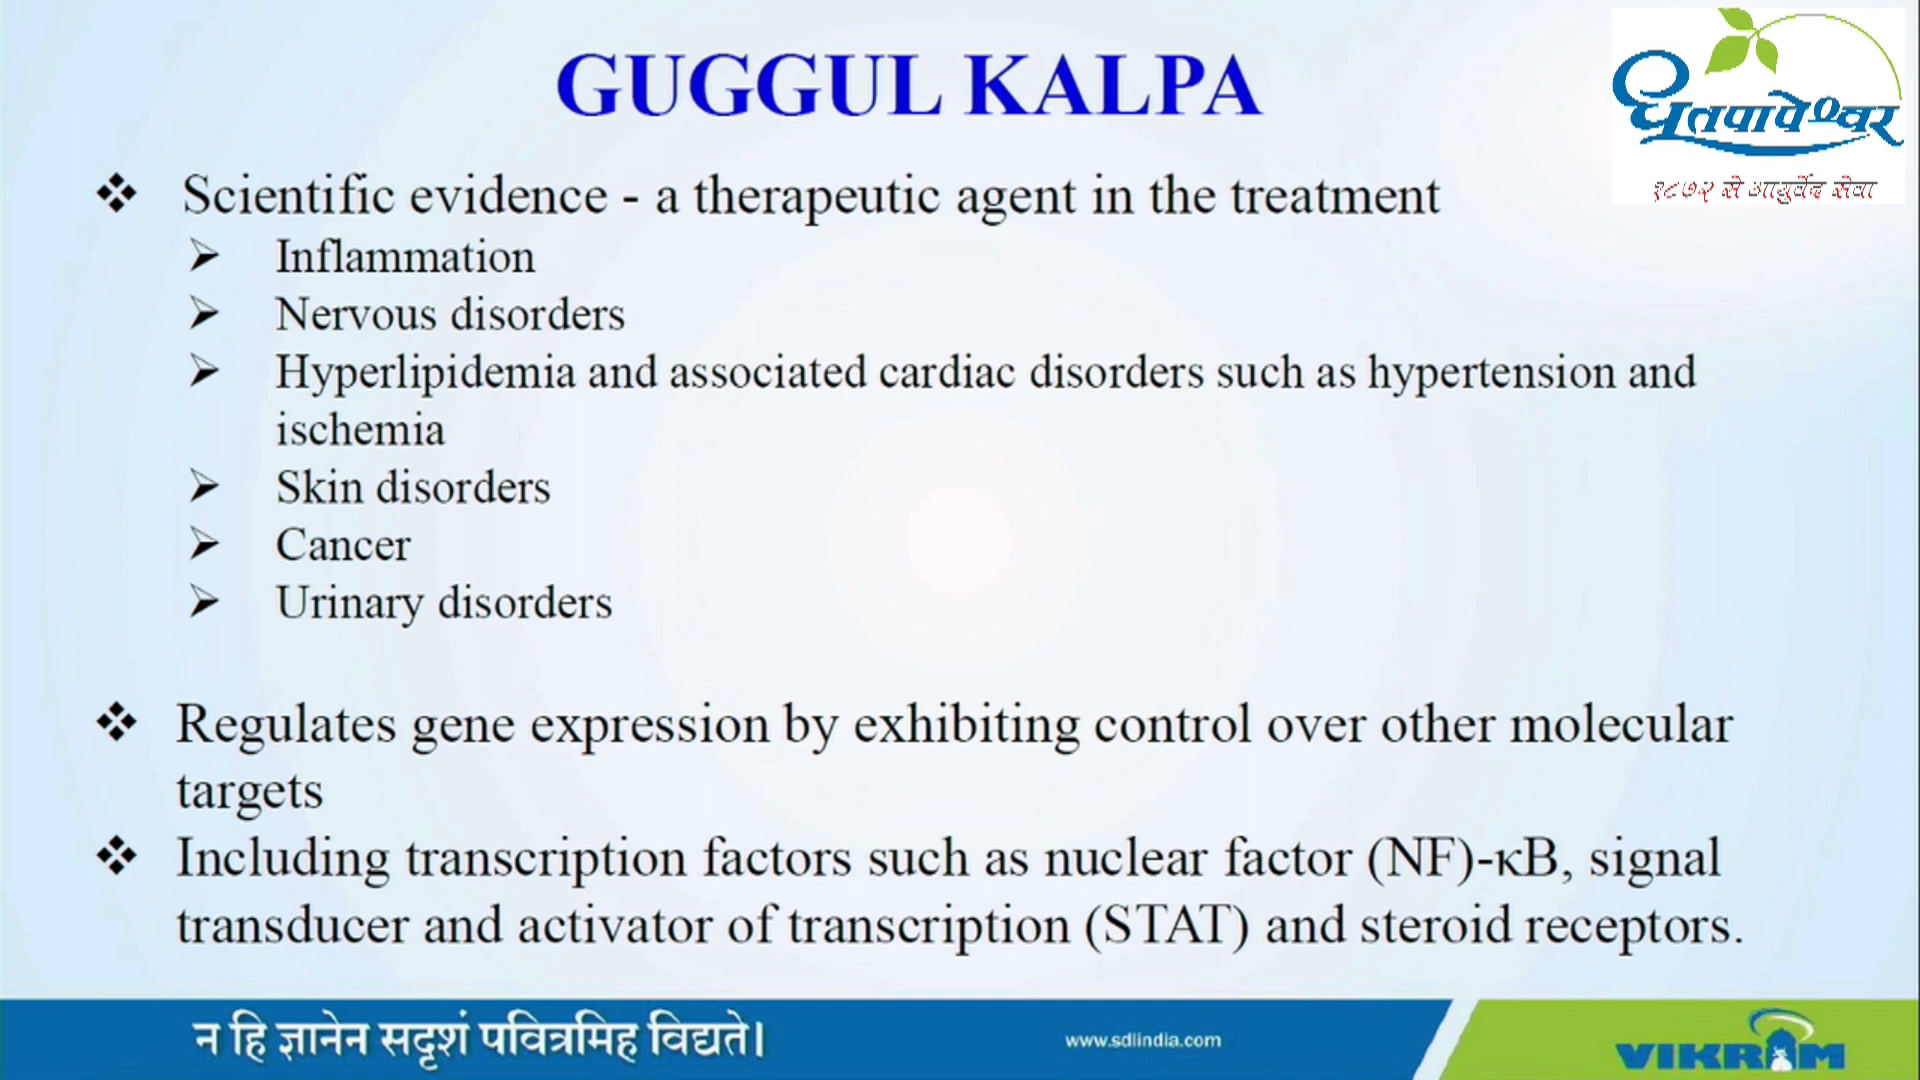 GUGGUL KALPA
धूतपापेश्वर
१८७२ से आयुर्वेद सेवा
❖ Scientific evidence - a therapeutic agent in the treatment
➢ Inflammation
➢ Nervous disorders
➢ Hyperlipidemia and associated cardiac disorders such as hypertension and
ischemia
➢ Skin disorders
➢ Cancer
➢ Urinary disorders
❖ Regulates gene expression by exhibiting control over other molecular
targets
❖ Including transcription factors such as nuclear factor (NF)-κB, signal
transducer and activator of transcription (STAT) and steroid receptors.
न हि ज्ञानेन सदृशं पवित्रमिह विद्यते।
www.sdlindia.com
VIKRAM